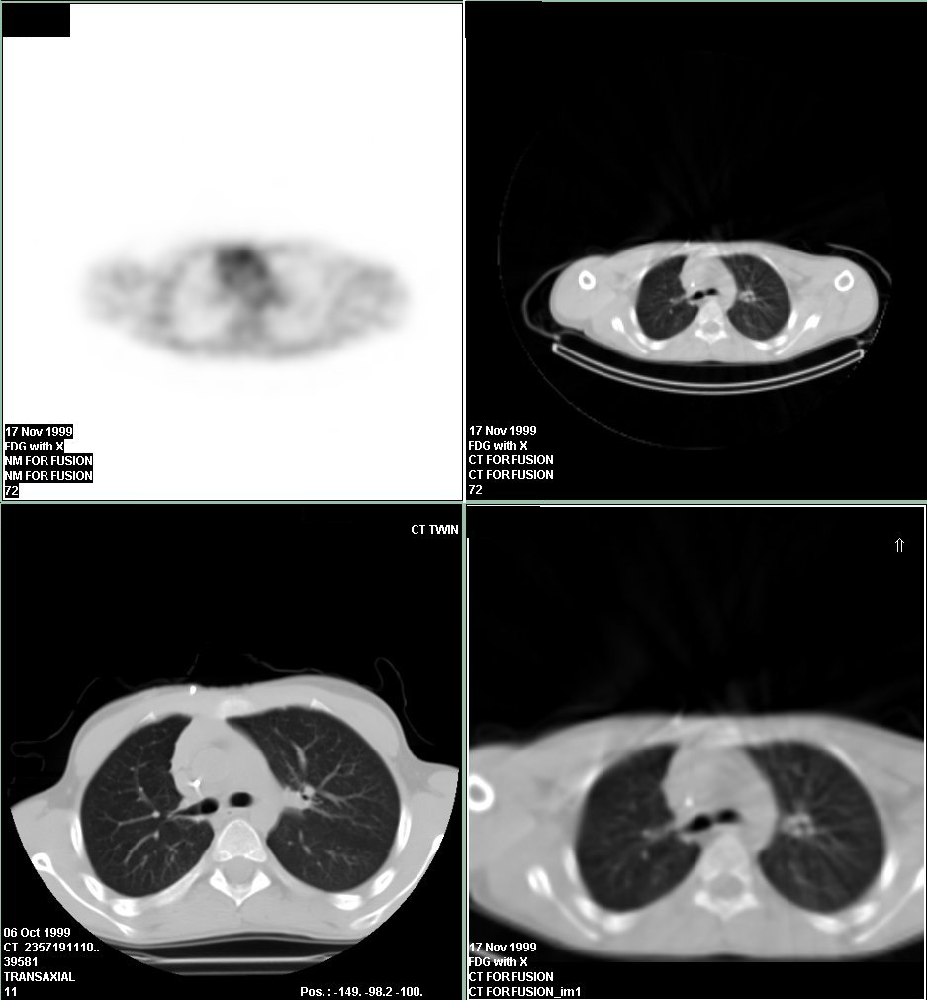 17 Nov 1999
FDG with X
NM FOR FUSION
NM FOR FUSION
72
17 Nov 1999
FDG with X
CT FOR FUSION
CT FOR FUSION
72
CT TWIN
06 Oct 1999
CT 2357191110..
39581
TRANSAXIAL
11
Pos. : -149. -98.2 -100.
⇑
17 Nov 1999
FDG with X
CT FOR FUSION
CT FOR FUSION_im1